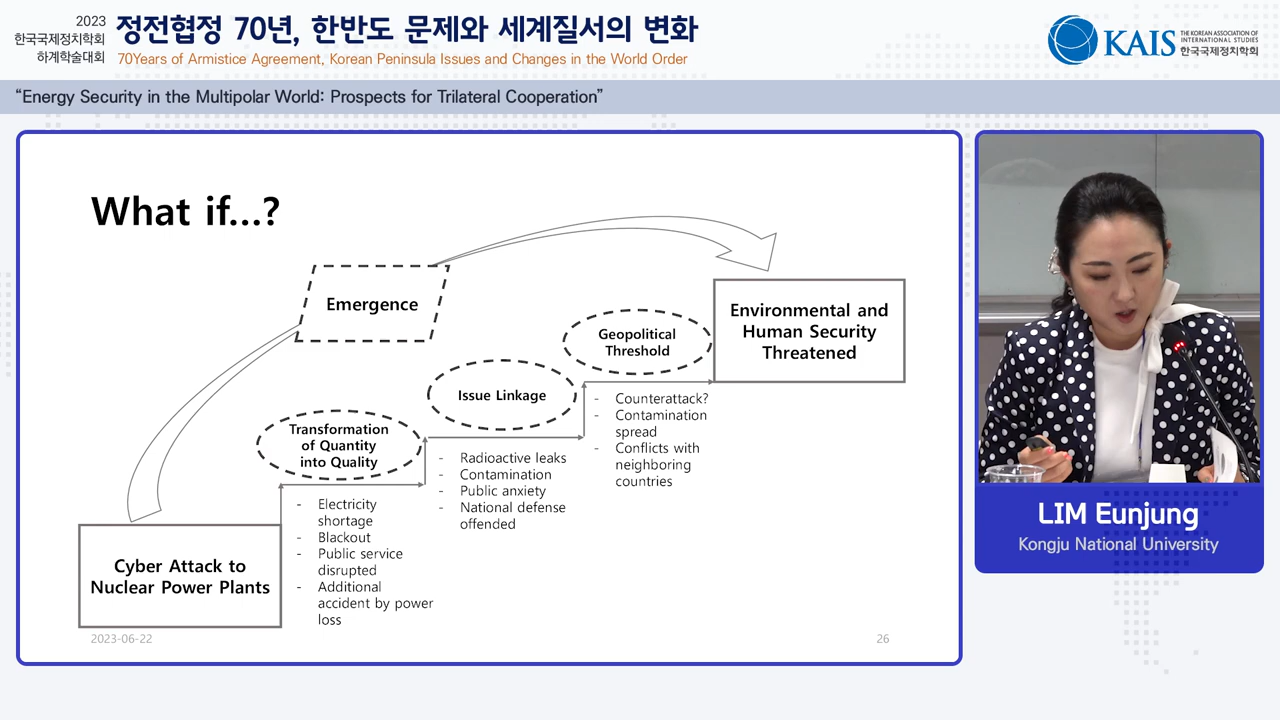 2023
한국국제정치학회
하계학술대회
정전협정 70년, 한반도 문제와 세계질서의 변화
70Years of Armistice Agreement, Korean Peninsula Issues and Changes in the World Order
KAIS
THE KOREAN ASSOCIATION OF
INTERNATIONAL STUDIES
한국국제정치학회
“Energy Security in the Multipolar World: Prospects for Trilateral Cooperation”
What if...?
Emergence
Environmental and
Human Security
Threatened
Geopolitical
Threshold
- Counterattack?
- Contamination
spread
- Conflicts with
neighboring
countries
Issue Linkage
- Radioactive leaks
- Contamination
- Public anxiety
- National defense
offended
Transformation
of Quantity
into Quality
- Electricity
shortage
- Blackout
- Public service
disrupted
- Additional
accident by power
loss
Cyber Attack to
Nuclear Power Plants
2023-06-22
26
LIM Eunjung
Kongju National University